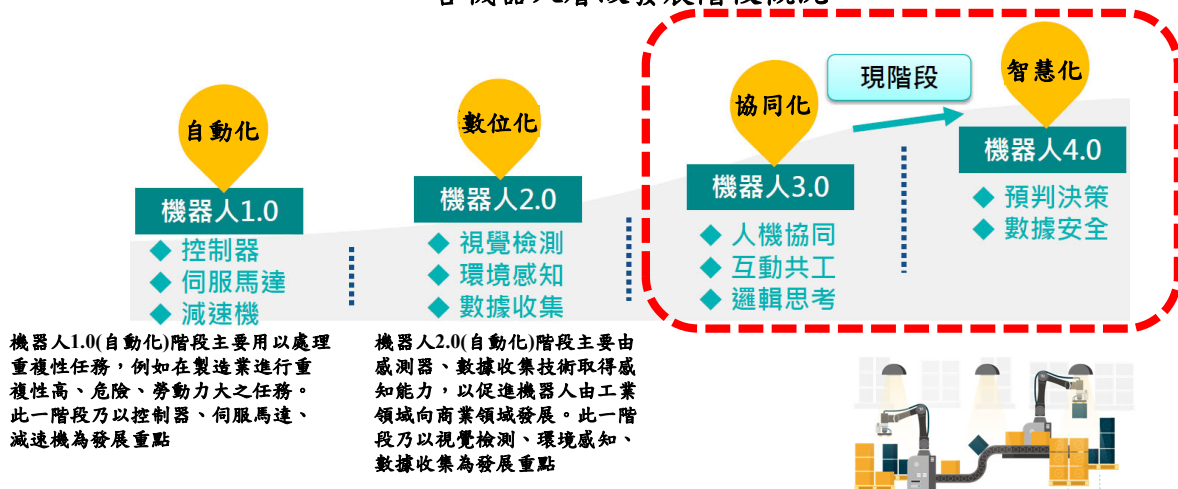 自動化
機器人1.0
◆ 控制器
◆ 伺服馬達
◆ 減速機
機器人1.0(自動化)階段主要用以處理
重複性任務，例如在製造業進行重
複性高、危險、勞動力大之任務。
此一階段乃以控制器、伺服馬達、
減速機為發展重點
數位化
機器人2.0
◆ 視覺檢測
◆ 環境感知
◆ 數據收集
機器人2.0(自動化)階段主要由
感測器、數據收集技術取得感
知能力，以促進機器人由工業
領域向商業領域發展。此一階
段乃以視覺檢測、環境感知、
數據收集為發展重點
協同化
機器人3.0
◆ 人機協同
◆ 互動共工
◆ 邏輯思考
現階段
智慧化
機器人4.0
◆ 預判決策
◆ 數據安全